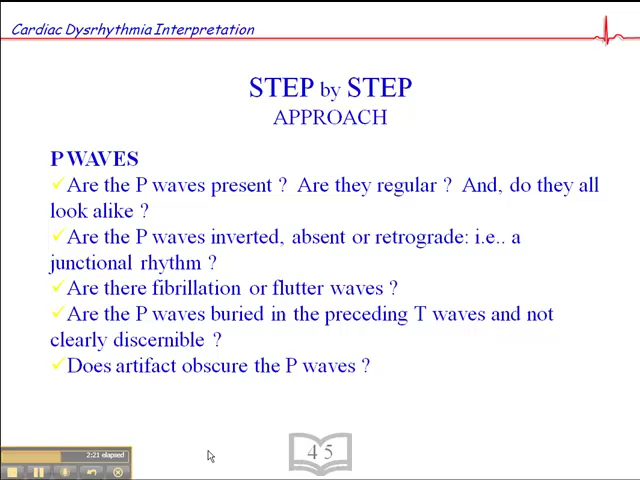 Cardiac Dysrhythmia Interpretation
STEP by STEP
APPROACH
P WAVES
Are the P waves present ? Are they regular ? And, do they all
look alike ?
Are the P waves inverted, absent or retrograde: i.e.. a
junctional rhythm ?
Are there fibrillation or flutter waves ?
Are the P waves buried in the preceding T waves and not
clearly discernible ?
Does artifact obscure the P waves ?
2:21 elapsed
4 5